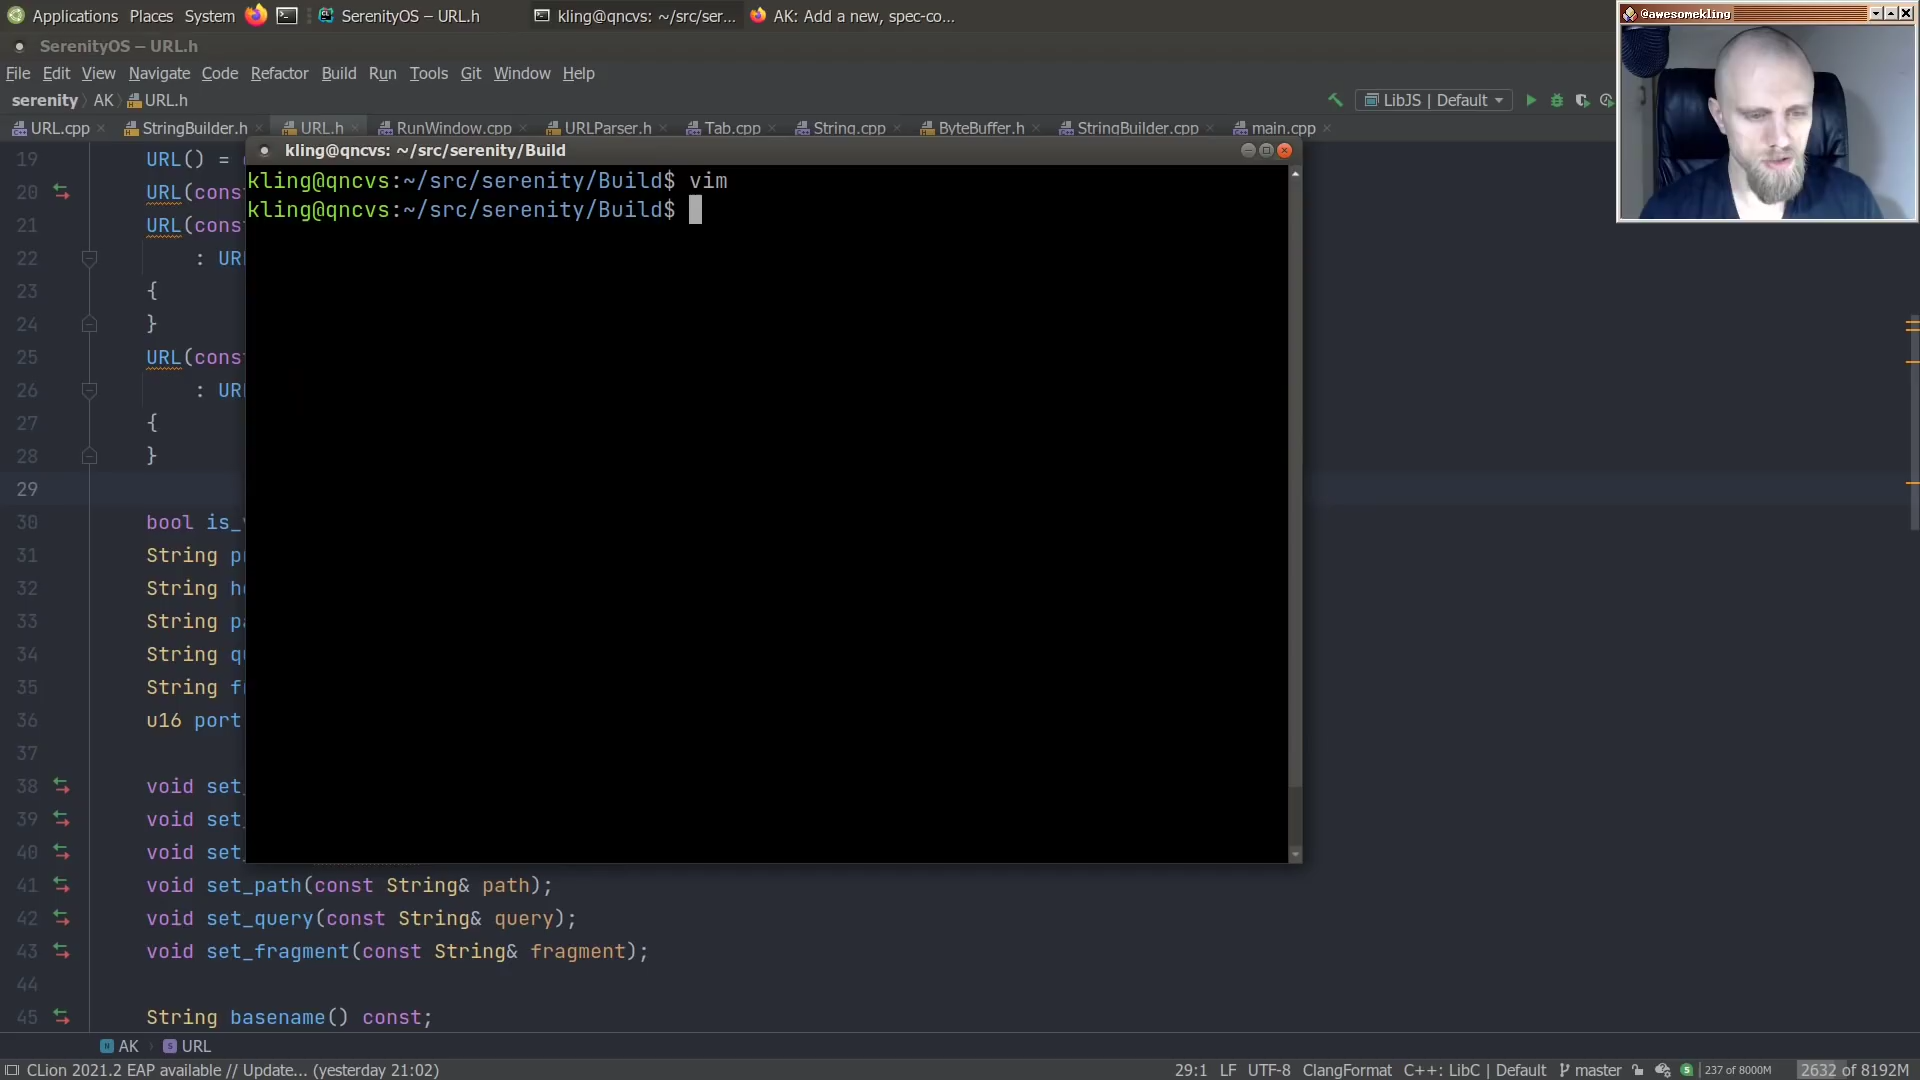 Applications Places System SerenityOS – URL.h kling@qncvs: ~/src/ser... AK: Add a new, spec-co...
@awesomekling
SerenityOS – URL.h
File Edit View Navigate Code Refactor Build Run Tools Git Window Help
serenity AK URL.h LibJS | Default
URL.cpp StringBuilder.h URL.h RunWindow.cpp URLParser.h Tab.cpp String.cpp ByteBuffer.h StringBuilder.cpp main.cpp
kling@qncvs: ~/src/serenity/Build
kling@qncvs:~/src/serenity/Build$ vim
kling@qncvs:~/src/serenity/Build$
19 URL() =
20 URL(cons
21 URL(cons
22 : URL
23 {
24 }
25 URL(cons
26 : URL
27 {
28 }
29
30 bool is_
31 String p
32 String h
33 String p
34 String q
35 String f
36 u16 port
37
38 void set_
39 void set_
40 void set_
41 void set_path(const String& path);
42 void set_query(const String& query);
43 void set_fragment(const String& fragment);
44
45 String basename() const;
AK URL
CLion 2021.2 EAP available // Update... (yesterday 21:02) 29:1 LF UTF-8 ClangFormat C++: LibC | Default master 237 of 8000M 2632 of 8192M